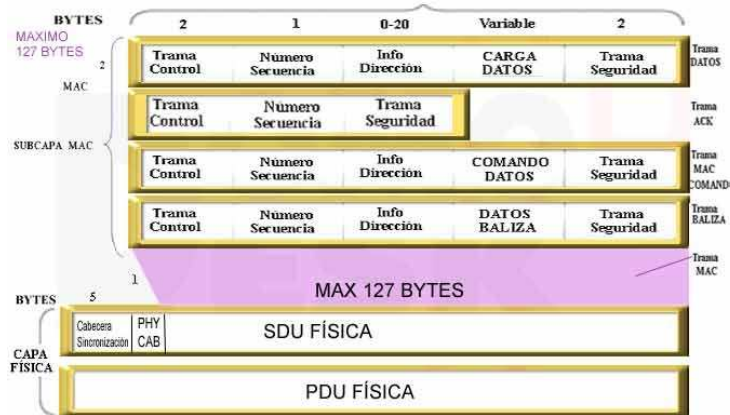 BYTES 2 1 0-20 Variable 2
MAXIMO
127 BYTES
2
MAC
SUBCAPA MAC
Trama Control Número Secuencia Info Dirección CARGA DATOS Trama Seguridad
Trama DATOS
Trama Control Número Secuencia Trama Seguridad
Trama ACK
Trama Control Número Secuencia Info Dirección COMANDO DATOS Trama Seguridad
Trama MAC COMAND
Trama Control Número Secuencia Info Dirección DATOS BALIZA Trama Seguridad
Trama BALIZA
Trama MAC
MAX 127 BYTES
BYTES 5 1
Cabecera Sincronización PHY CAB SDU FÍSICA
CAPA FÍSICA
PDU FÍSICA